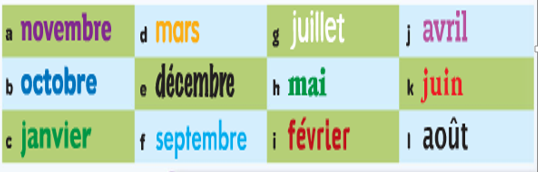 a novembre d mars g juillet j avril
b octobre e décembre h mai k juin
c janvier f septembre i février l août